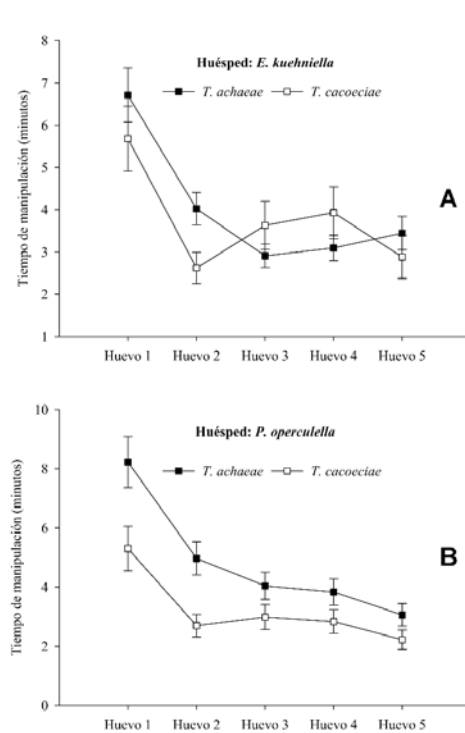 8
7
6
5
4
3
2
1
Tiempo de manipulación (minutos)
Huésped: E. kuehniella
T. achaeae T. cacoeciae
A
Huevo 1 Huevo 2 Huevo 3 Huevo 4 Huevo 5
10
8
6
4
2
0
Tiempo de manipulación (minutos)
Huésped: P. operculella
T. achaeae T. cacoeciae
B
Huevo 1 Huevo 2 Huevo 3 Huevo 4 Huevo 5